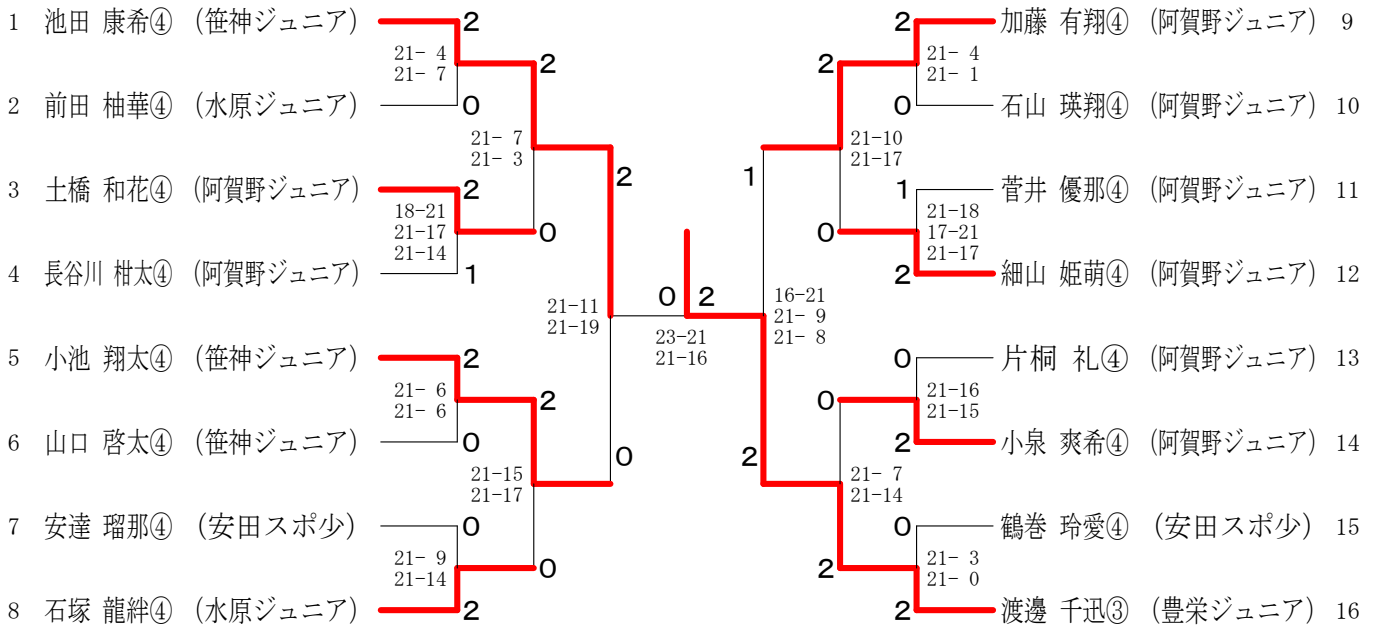 1 池田 康希④ (笹神ジュニア) 2
21- 4
21- 7
2
2 前田 柚華④ (水原ジュニア) 0
21- 7
21- 3
2
3 土橋 和花④ (阿賀野ジュニア) 2
18-21
21-17
21-14
0
4 長谷川 柑太④ (阿賀野ジュニア) 1
21-11
21-19
5 小池 翔太④ (笹神ジュニア) 2
21- 6
21- 6
2
6 山口 啓太④ (笹神ジュニア) 0
21-15
21-17
0
7 安達 瑠那④ (安田スポ少) 0
21- 9
21-14
0
8 石塚 龍絆④ (水原ジュニア) 2
0 2
23-21
21-16
2 加藤 有翔④ (阿賀野ジュニア) 9
21- 4
21- 1
2
0 石山 瑛翔④ (阿賀野ジュニア) 10
21-10
21-17
1
1 菅井 優那④ (阿賀野ジュニア) 11
21-18
17-21
21-17
0
2 細山 姫萌④ (阿賀野ジュニア) 12
16-21
21- 9
21- 8
0 片桐 礼④ (阿賀野ジュニア) 13
21-16
21-15
0
2 小泉 爽希④ (阿賀野ジュニア) 14
21- 7
21-14
2
0 鶴巻 玲愛④ (安田スポ少) 15
21- 3
21- 0
2
2 渡邊 千迅③ (豊栄ジュニア) 16